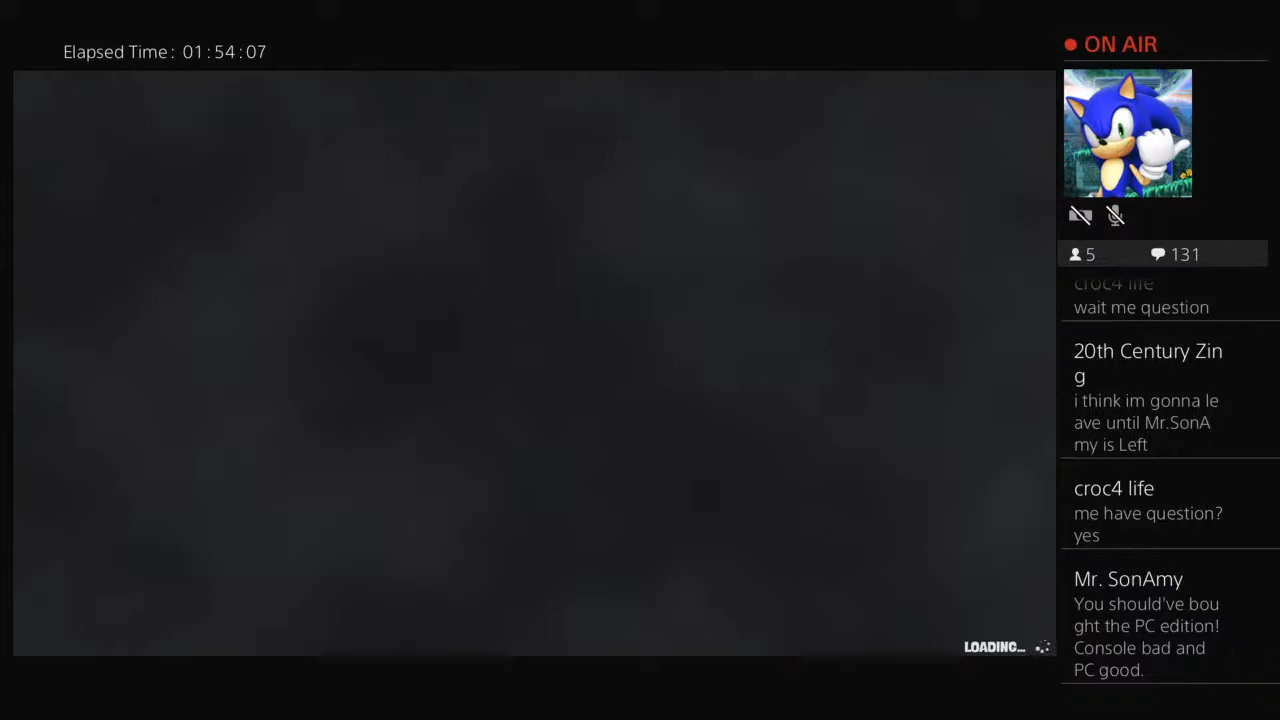 Elapsed Time: 01:54:07
ON AIR
5 131
croc4 life
wait me question
20th Century Zin
g
i think im gonna le
ave until Mr.SonA
my is Left
croc4 life
me have question?
yes
Mr. SonAmy
You should've bou
ght the PC edition!
Console bad and
PC good.
LOADING...